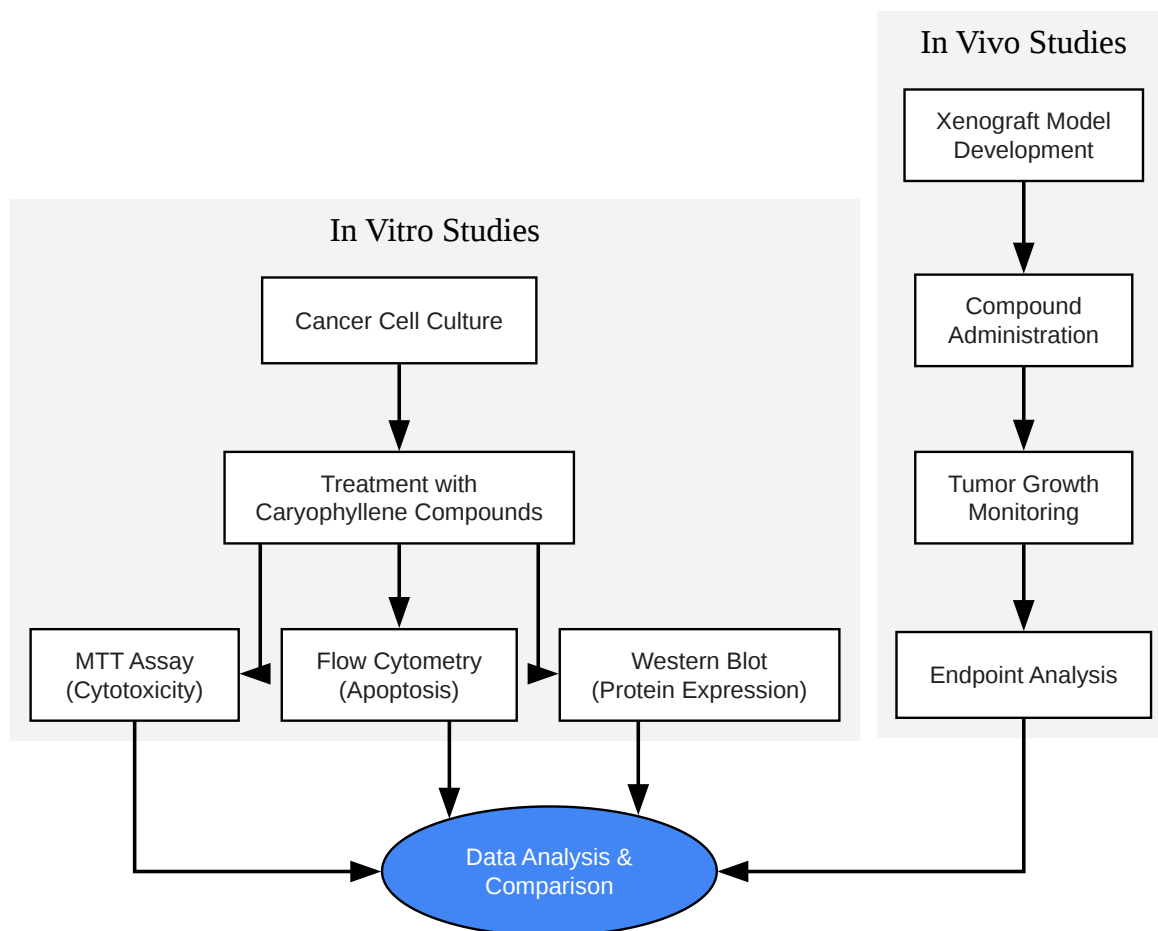 In Vivo Studies
Xenograft Model
Development
Compound
Administration
Tumor Growth
Monitoring
Endpoint Analysis
In Vitro Studies
Cancer Cell Culture
Treatment with
Caryophyllene Compounds
MTT Assay
(Cytotoxicity)
Flow Cytometry
(Apoptosis)
Western Blot
(Protein Expression)
Data Analysis &
Comparison